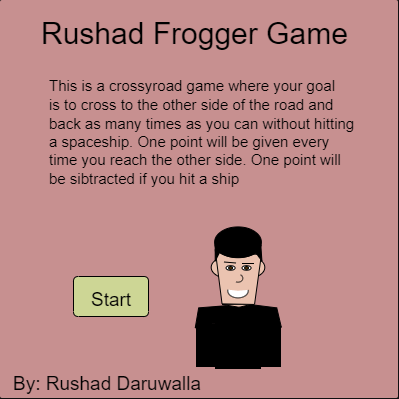 Rushad Frogger Game
This is a crossyroad game where your goal
is to cross to the other side of the road and
back as many times as you can without hitting
a spaceship. One point will be given every
time you reach the other side. One point will
be sibtracted if you hit a ship
Start
By: Rushad Daruwalla